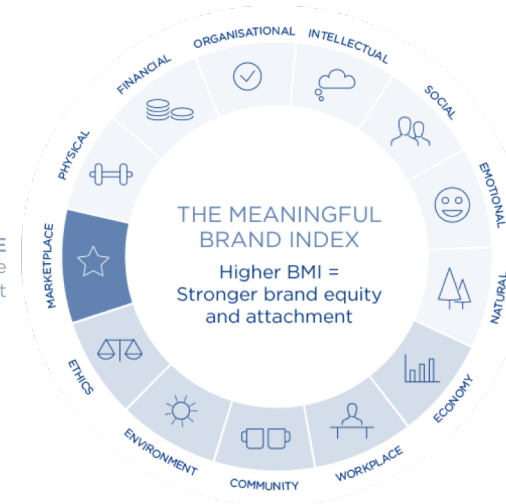 ORGANISATIONAL
INTELLECTUAL
SOCIAL
EMOTIONAL
NATURAL
ECONOMY
WORKPLACE
COMMUNITY
ENVIRONMENT
ETHICS
MARKETPLACE
PHYSICAL
FINANCIAL
THE MEANINGFUL
BRAND INDEX
Higher BMI =
Stronger brand equity
and attachment